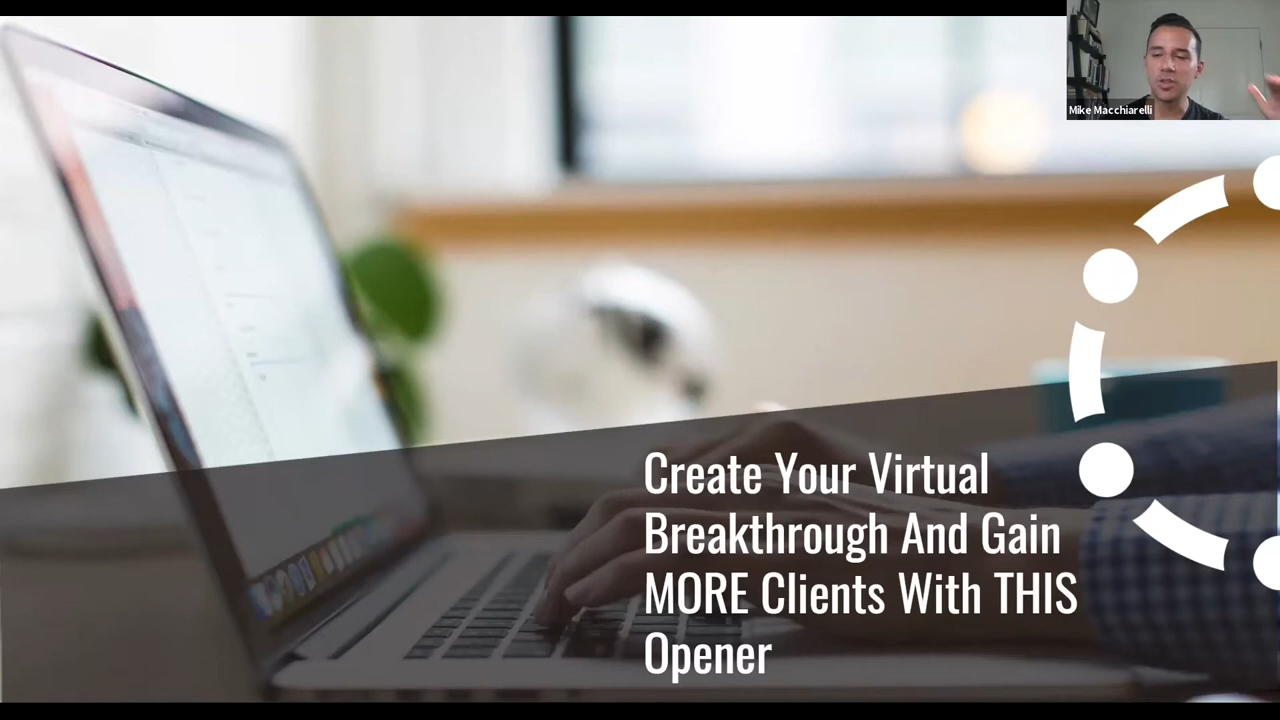 Mike Macchiarelli
Create Your Virtual
Breakthrough And Gain
MORE Clients With THIS
Opener